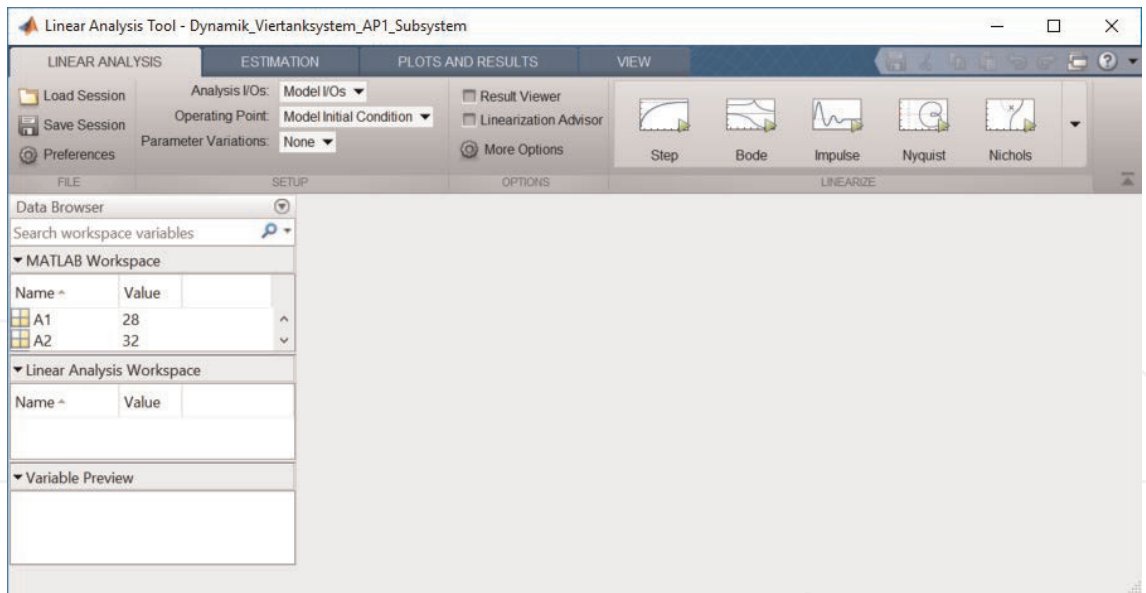 Linear Analysis Tool - Dynamik_Viertanksystem_AP1_Subsystem
LINEAR ANALYSIS ESTIMATION PLOTS AND RESULTS VIEW
Load Session
Save Session
Preferences
FILE
Analysis I/Os: Model I/Os
Operating Point: Model Initial Condition
Parameter Variations: None
SETUP
Result Viewer
Linearization Advisor
More Options
OPTIONS
Step Bode Impulse Nyquist Nichols
LINEARIZE
Data Browser
Search workspace variables
MATLAB Workspace
Name Value
A1 28
A2 32
Linear Analysis Workspace
Name Value
Variable Preview